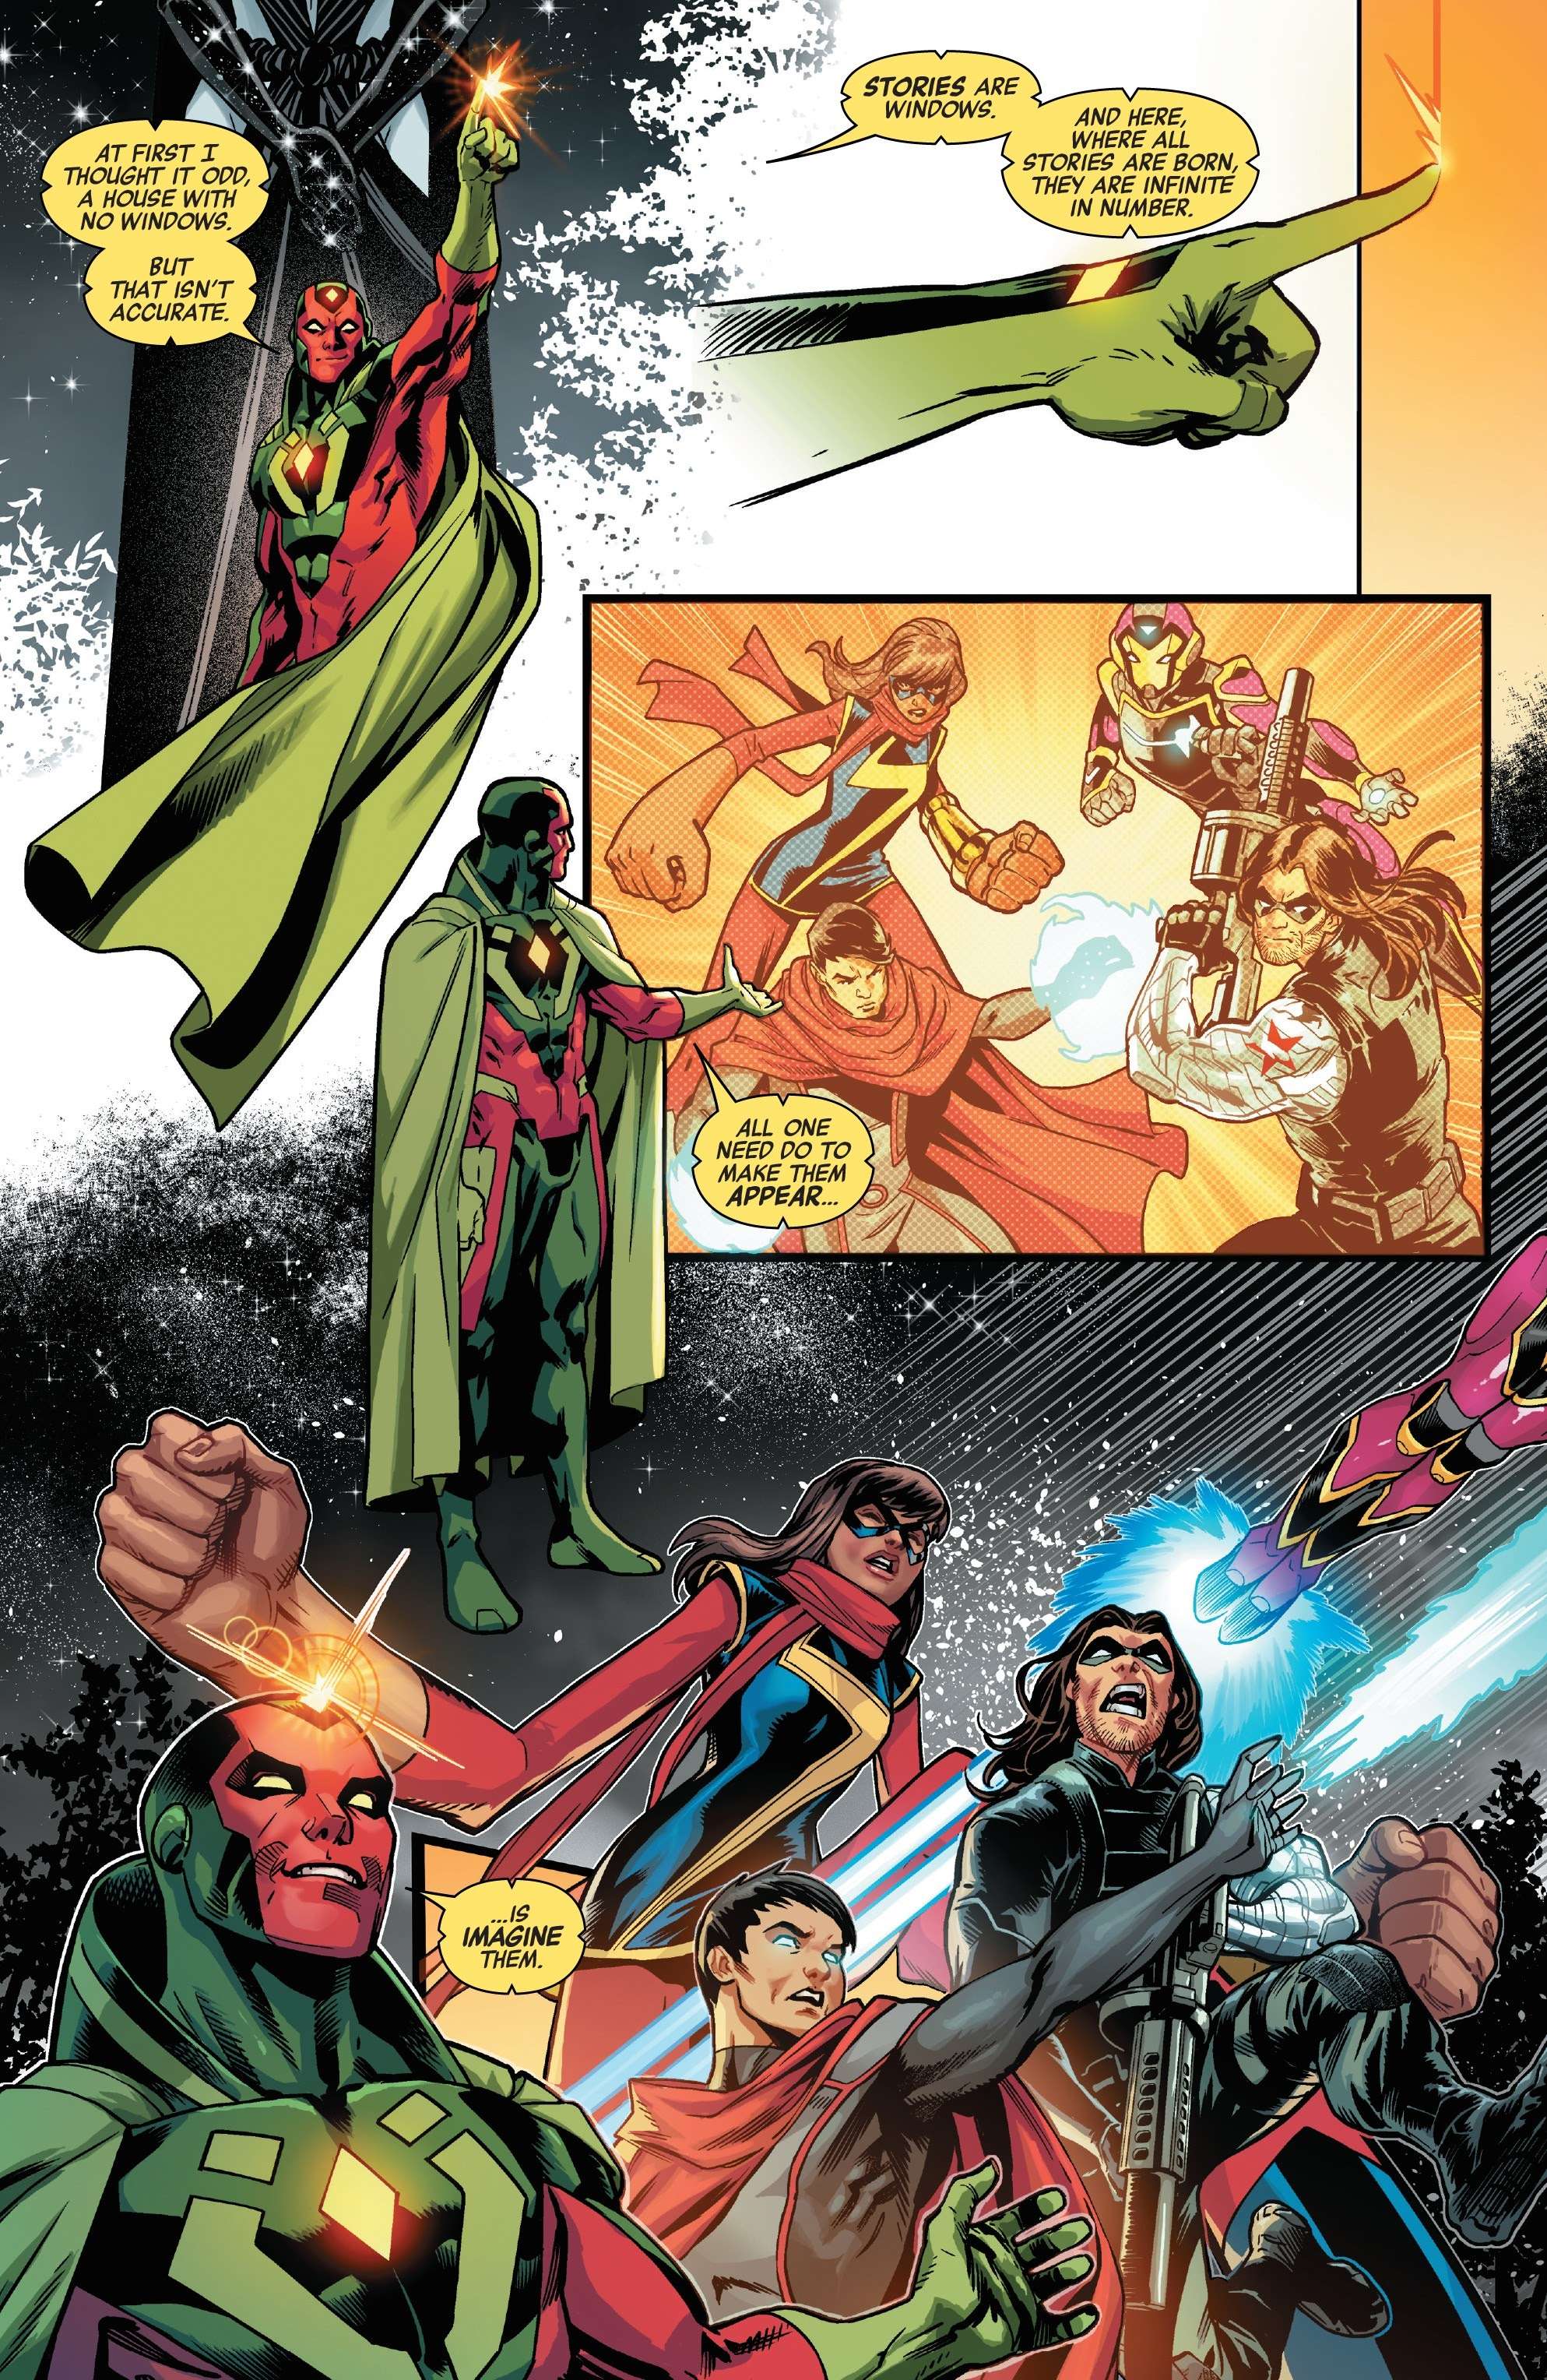 AT FIRST I
THOUGHT IT ODD,
A HOUSE WITH
NO WINDOWS.
BUT
THAT ISN'T
ACCURATE.
STORIES ARE
WINDOWS.
AND HERE,
WHERE ALL
STORIES ARE BORN,
THEY ARE INFINITE
IN NUMBER.
ALL ONE
NEED DO TO
MAKE THEM
APPEAR...
...IS
IMAGINE
THEM.